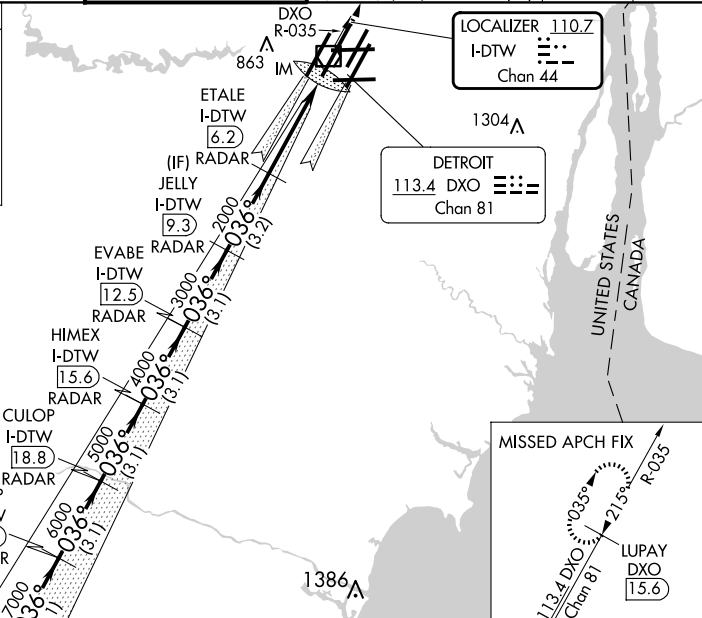 DXO
R-035
863
IM
LOCALIZER 110.7
I-DTW
Chan 44
1304
DETROIT
113.4 DXO
Chan 81
ETALE
I-DTW
6.2
RADAR
(IF)
JELLY
I-DTW
9.3
RADAR
2000
036°
(3.2)
EVABE
I-DTW
12.5
RADAR
3000
036°
(3.1)
HIMEX
I-DTW
15.6
RADAR
4000
036°
(3.1)
CULOP
I-DTW
18.8
RADAR
5000
036°
(3.1)
6000
036°
(3.1)
7000
036°
UNITED STATES
CANADA
1386
MISSED APCH FIX
R-035
035°
215°
LUPAY
DXO
15.6
113.4 DXO
Chan 81